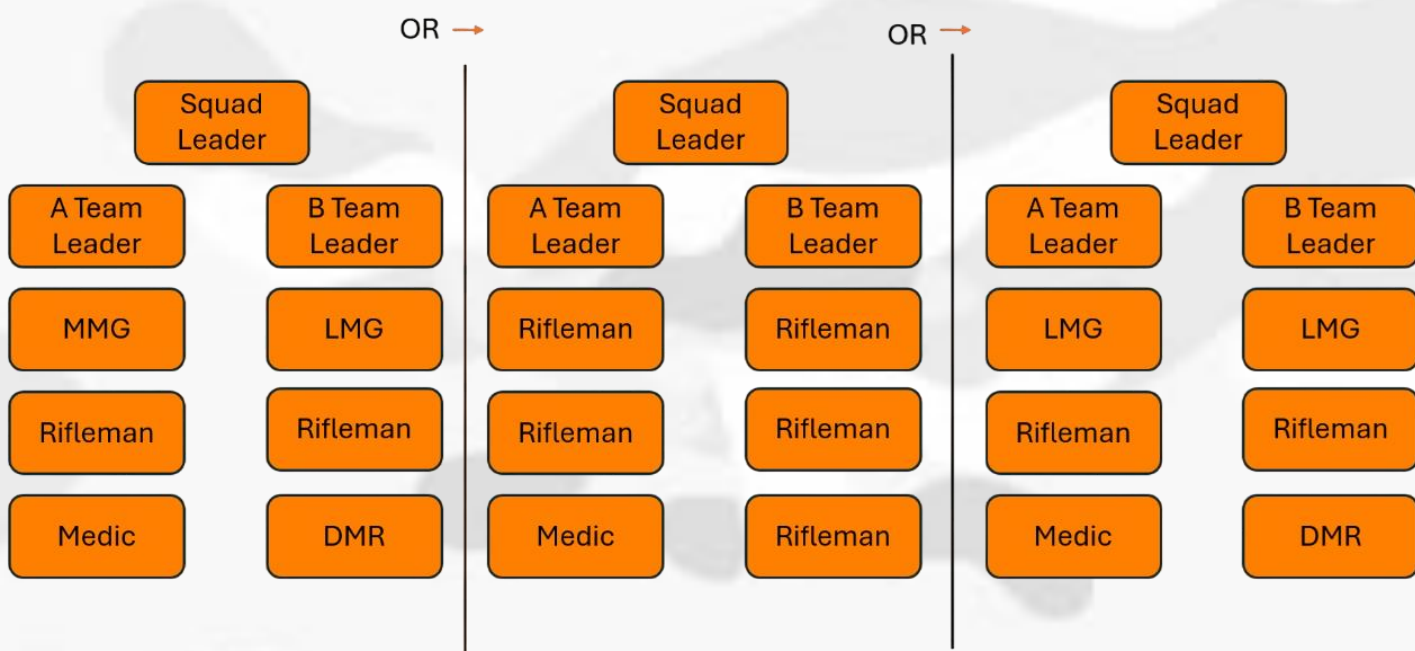 OR
OR
Squad
Leader
A Team
Leader
B Team
Leader
MMG
LMG
Rifleman
Rifleman
Medic
DMR
Squad
Leader
A Team
Leader
B Team
Leader
Rifleman
Rifleman
Rifleman
Rifleman
Medic
Rifleman
Squad
Leader
A Team
Leader
B Team
Leader
LMG
LMG
Rifleman
Rifleman
Medic
DMR